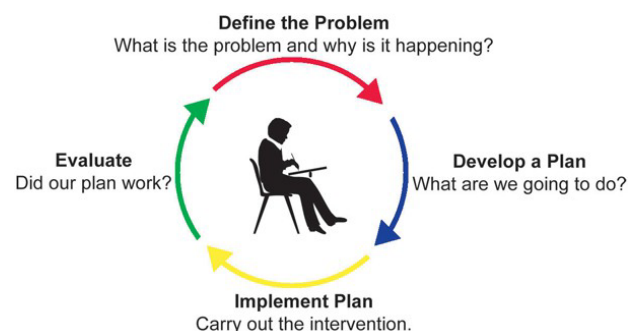 Define the Problem
What is the problem and why is it happening?
Develop a Plan
What are we going to do?
Implement Plan
Carry out the intervention.
Evaluate
Did our plan work?